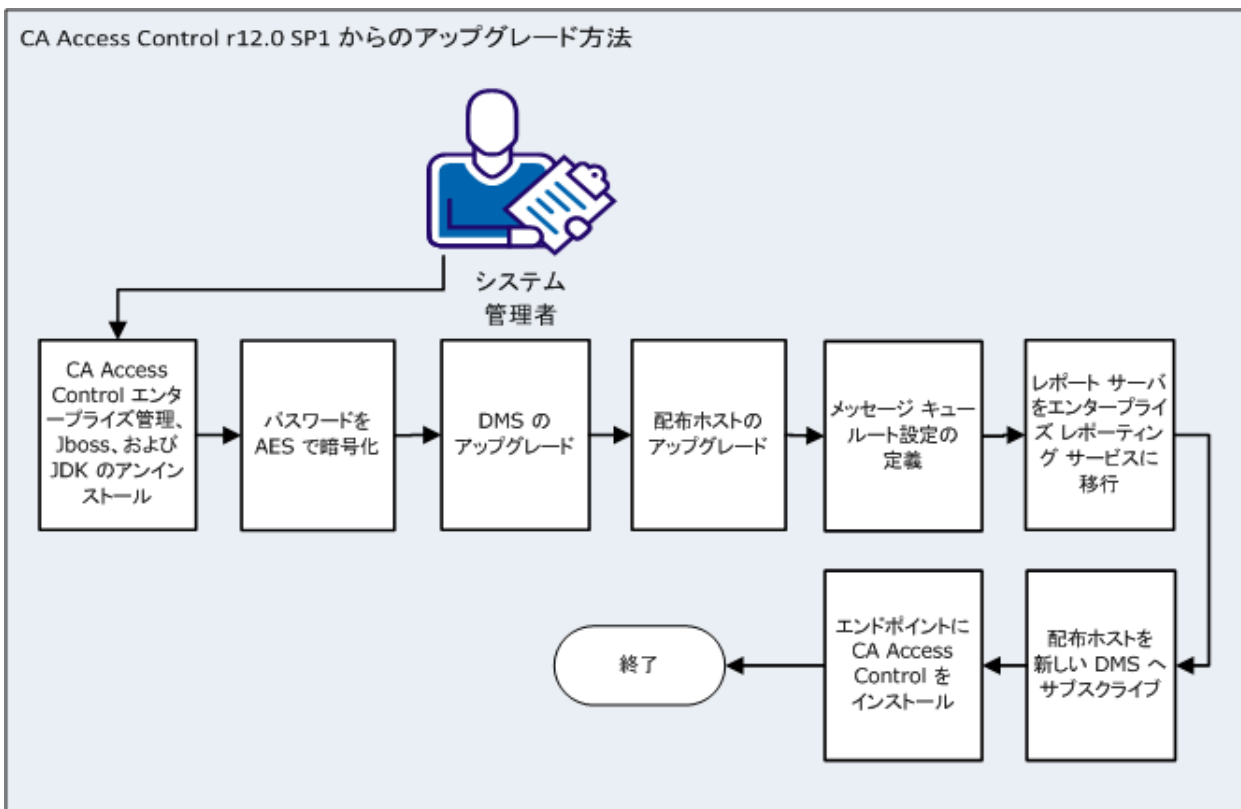 CA Access Control r12.0 SP1 からのアップグレード方法
システム
管理者
CA Access
Control エンタ
ープライズ管理、
Jboss、および
JDK のアンイン
ストール
パスワードを
AES で暗号化
DMS の
アップグレード
配布ホストの
アップグレード
メッセージ キュー
ルート設定の
定義
レポート サーバ
をエンタープライ
ズ レポーティン
グ サービスに
移行
配布ホストを
新しい DMS へ
サブスクライブ
エンドポイントに
CA Access
Control を
インストール
終了